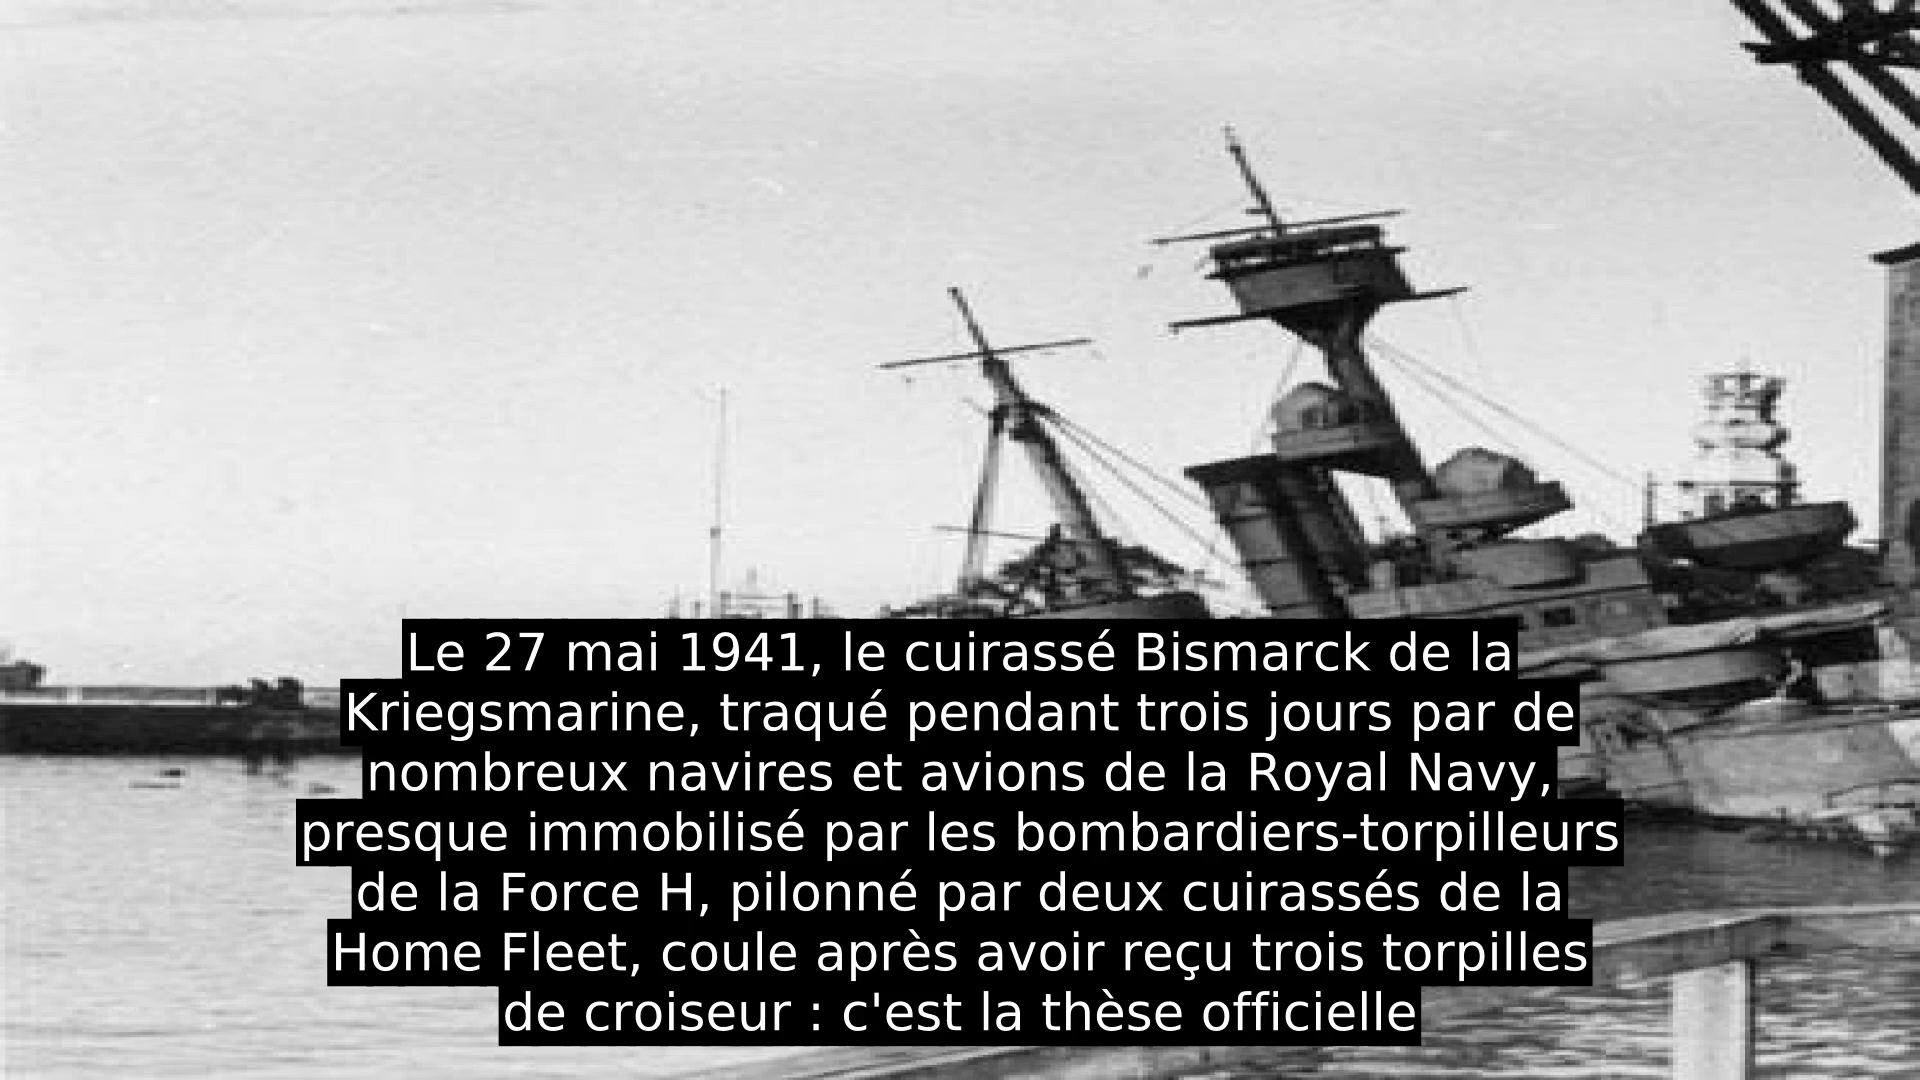 Le 27 mai 1941, le cuirassé Bismarck de la
Kriegsmarine, traqué pendant trois jours par de
nombreux navires et avions de la Royal Navy,
presque immobilisé par les bombardiers-torpilleurs
de la Force H, pilonné par deux cuirassés de la
Home Fleet, coule après avoir reçu trois torpilles
de croiseur : c'est la thèse officielle